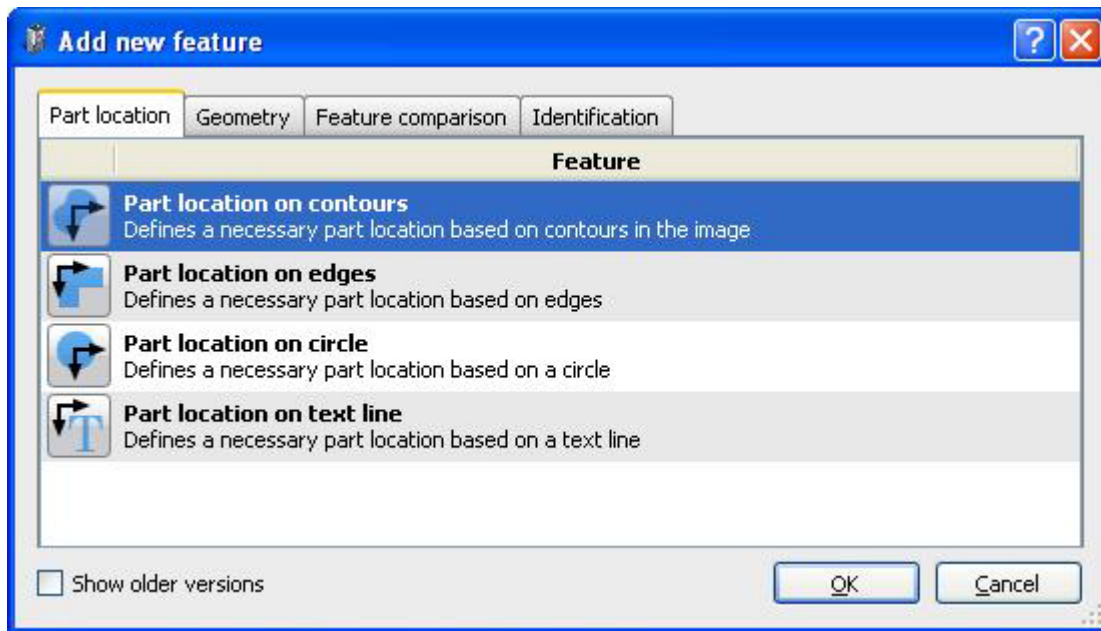 Add new feature
Part location Geometry Feature comparison Identification
Feature
Part location on contours
Defines a necessary part location based on contours in the image
Part location on edges
Defines a necessary part location based on edges
Part location on circle
Defines a necessary part location based on a circle
Part location on text line
Defines a necessary part location based on a text line
Show older versions OK Cancel